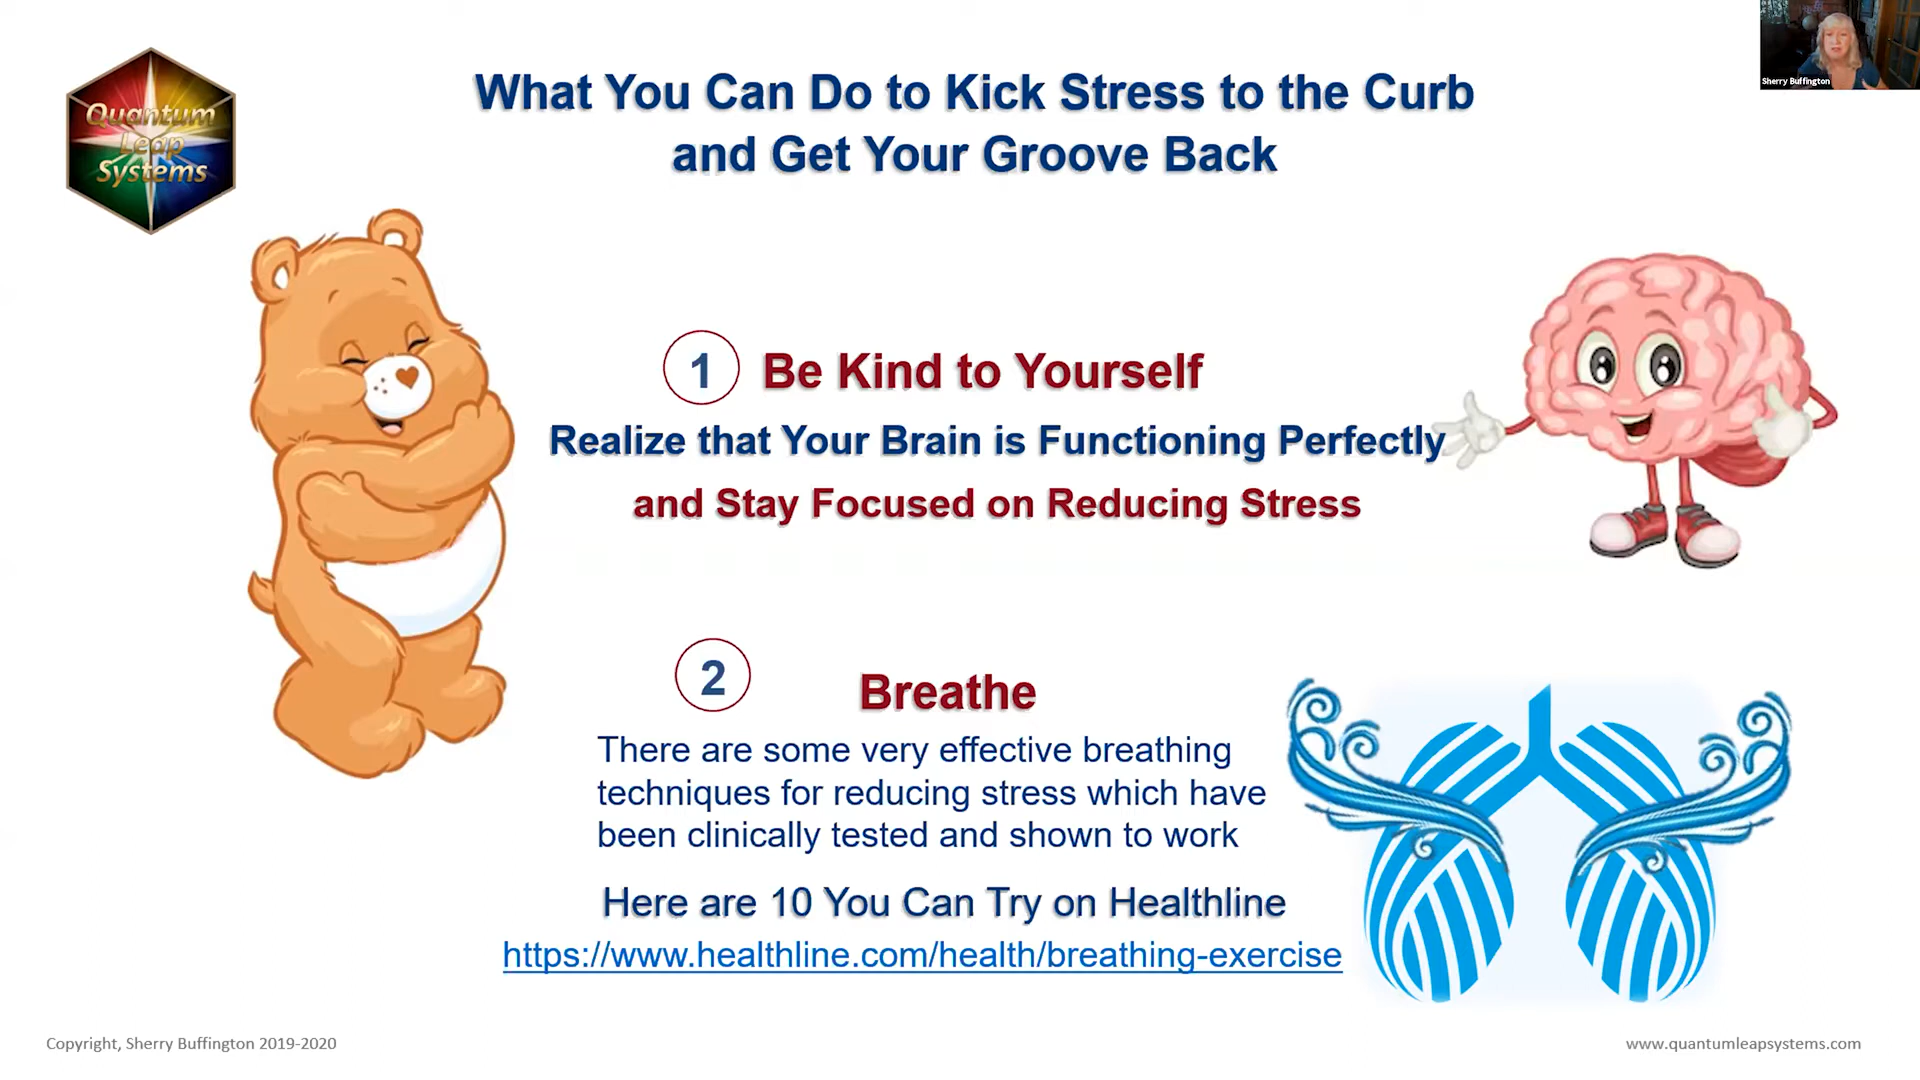 Quantum
Leap
Systems
What You Can Do to Kick Stress to the Curb
and Get Your Groove Back
Sherry Buffington
1 Be Kind to Yourself
Realize that Your Brain is Functioning Perfectly
and Stay Focused on Reducing Stress
2 Breathe
There are some very effective breathing
techniques for reducing stress which have
been clinically tested and shown to work
Here are 10 You Can Try on Healthline
https://www.healthline.com/health/breathing-exercise
Copyright, Sherry Buffington 2019-2020
www.quantumleapsystems.com